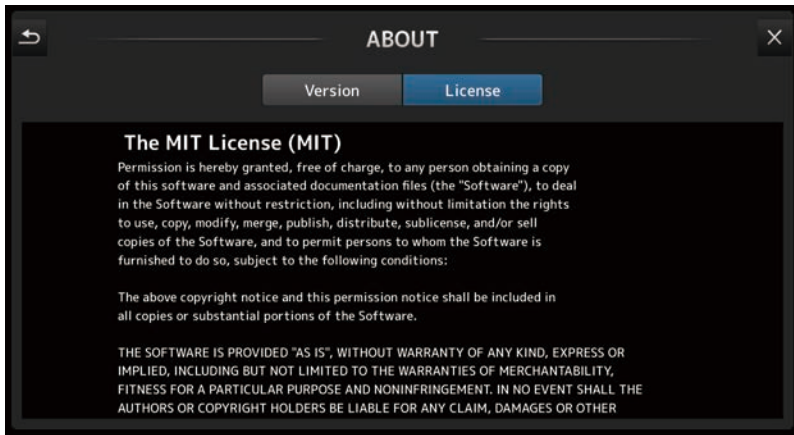 ABOUT
Version
License
The MIT License (MIT)
Permission is hereby granted, free of charge, to any person obtaining a copy
of this software and associated documentation files (the "Software"), to deal
in the Software without restriction, including without limitation the rights
to use, copy, modify, merge, publish, distribute, sublicense, and/or sell
copies of the Software, and to permit persons to whom the Software is
furnished to do so, subject to the following conditions:
The above copyright notice and this permission notice shall be included in
all copies or substantial portions of the Software.
THE SOFTWARE IS PROVIDED "AS IS", WITHOUT WARRANTY OF ANY KIND, EXPRESS OR
IMPLIED, INCLUDING BUT NOT LIMITED TO THE WARRANTIES OF MERCHANTABILITY,
FITNESS FOR A PARTICULAR PURPOSE AND NONINFRINGEMENT. IN NO EVENT SHALL THE
AUTHORS OR COPYRIGHT HOLDERS BE LIABLE FOR ANY CLAIM, DAMAGES OR OTHER